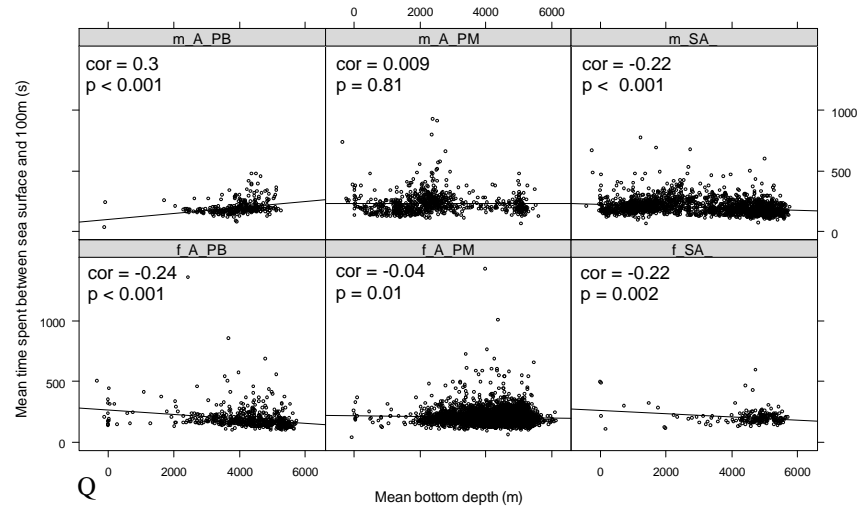 0 2000 4000 6000
m_A_PB m_A_PM m_SA_
cor = 0.3 cor = 0.009 cor = -0.22
p < 0.001 p = 0.81 p < 0.001
1000
500
0
f_A_PB f_A_PM f_SA_
cor = -0.24 cor = -0.04 cor = -0.22
p < 0.001 p = 0.01 p = 0.002
1000
500
0
Mean time spent between sea surface and 100m (s)
0 2000 4000 6000 0 2000 4000 6000
Q
Mean bottom depth (m)